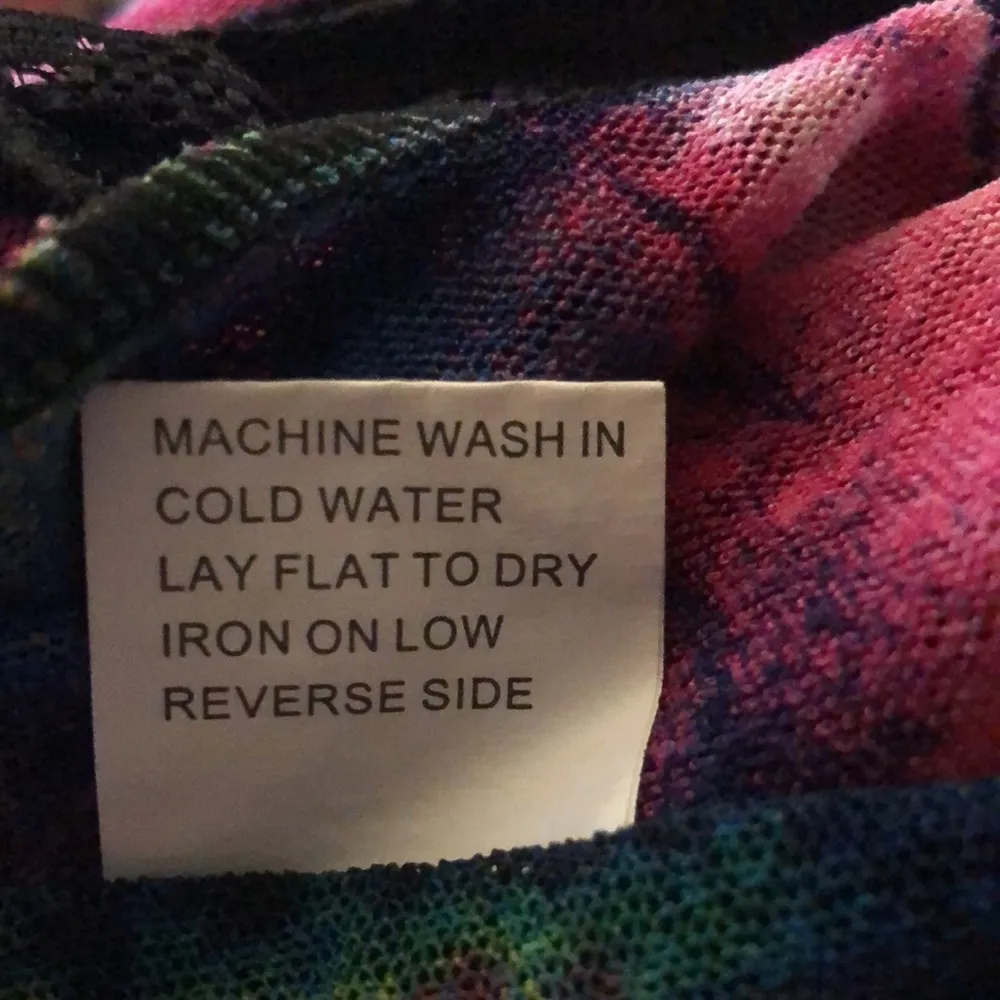 MACHINE WASH IN
COLD WATER
LAY FLAT TO DRY
IRON ON LOW
REVERSE SIDE